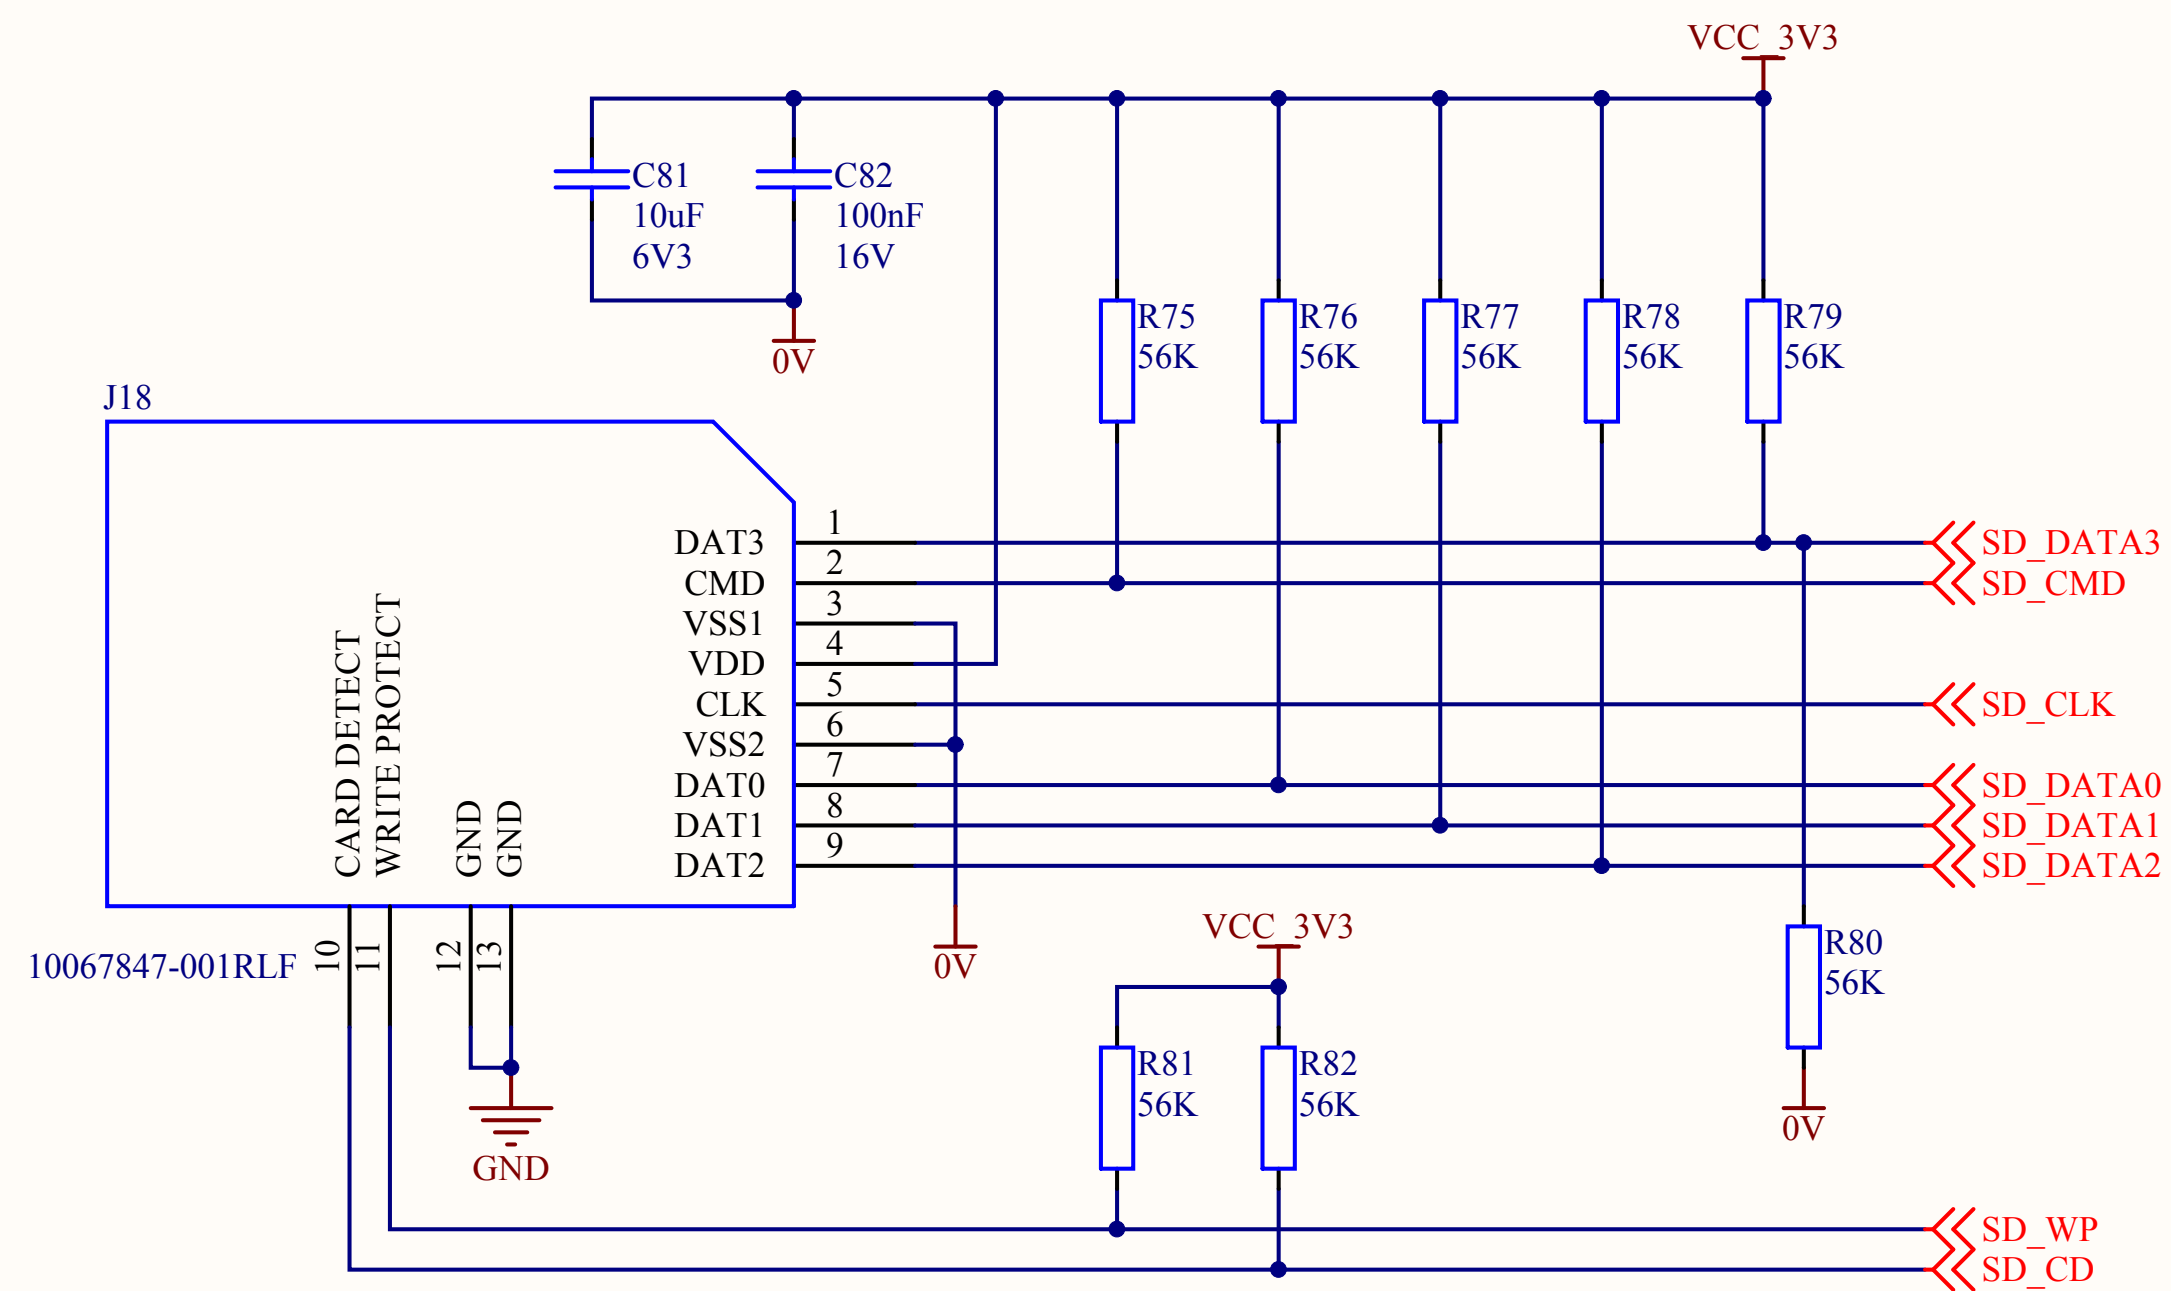 VCC_3V3
C81
10uF
6V3
C82
100nF
16V
0V
R75
56K
R76
56K
R77
56K
R78
56K
R79
56K
J18
DAT3 1 SD_DATA3
CMD 2 SD_CMD
VSS1 3
VDD 4
CLK 5 SD_CLK
VSS2 6
DAT0 7 SD_DATA0
DAT1 8 SD_DATA1
DAT2 9 SD_DATA2
CARD DETECT
WRITE PROTECT
GND
GND
10067847-001RLF
10
11
12
13
0V
VCC_3V3
R80
56K
R81
56K
R82
56K
0V
GND
SD_WP
SD_CD